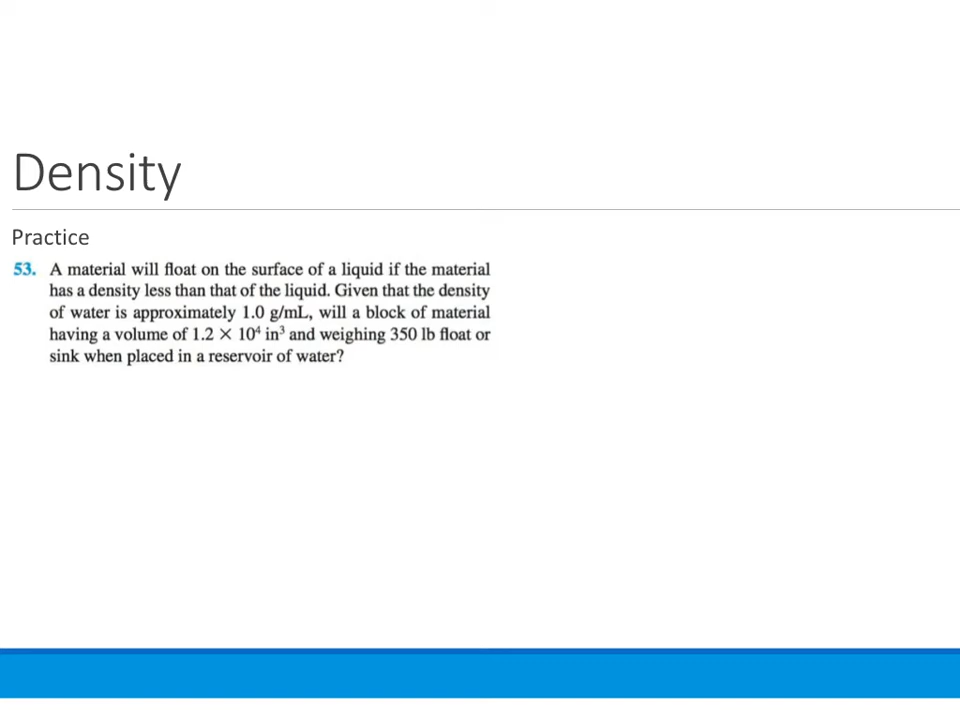 Density
Practice
53. A material will float on the surface of a liquid if the material
has a density less than that of the liquid. Given that the density
of water is approximately 1.0 g/mL, will a block of material
having a volume of 1.2 × 10⁴ in³ and weighing 350 lb float or
sink when placed in a reservoir of water?